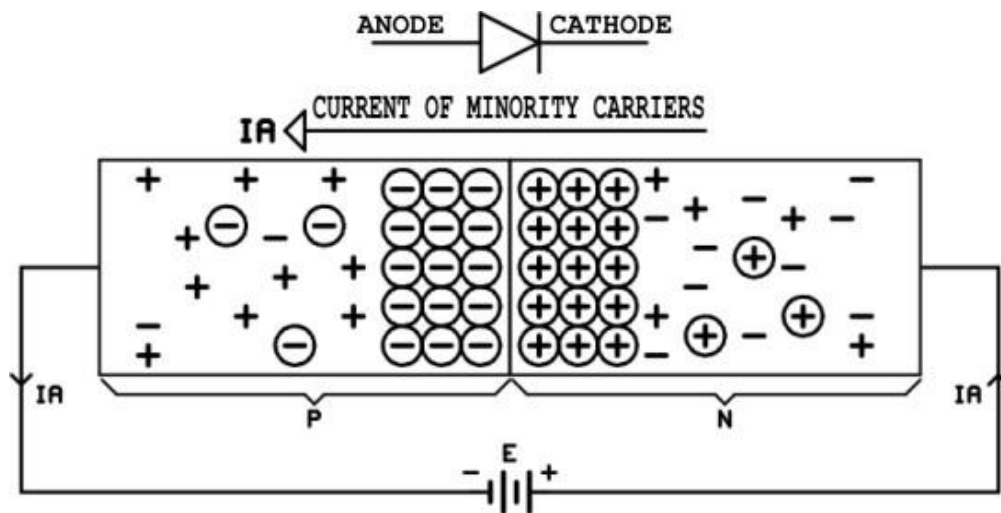 ANODE CATHODE
CURRENT OF MINORITY CARRIERS
IA
IA IA
P N
E
- +